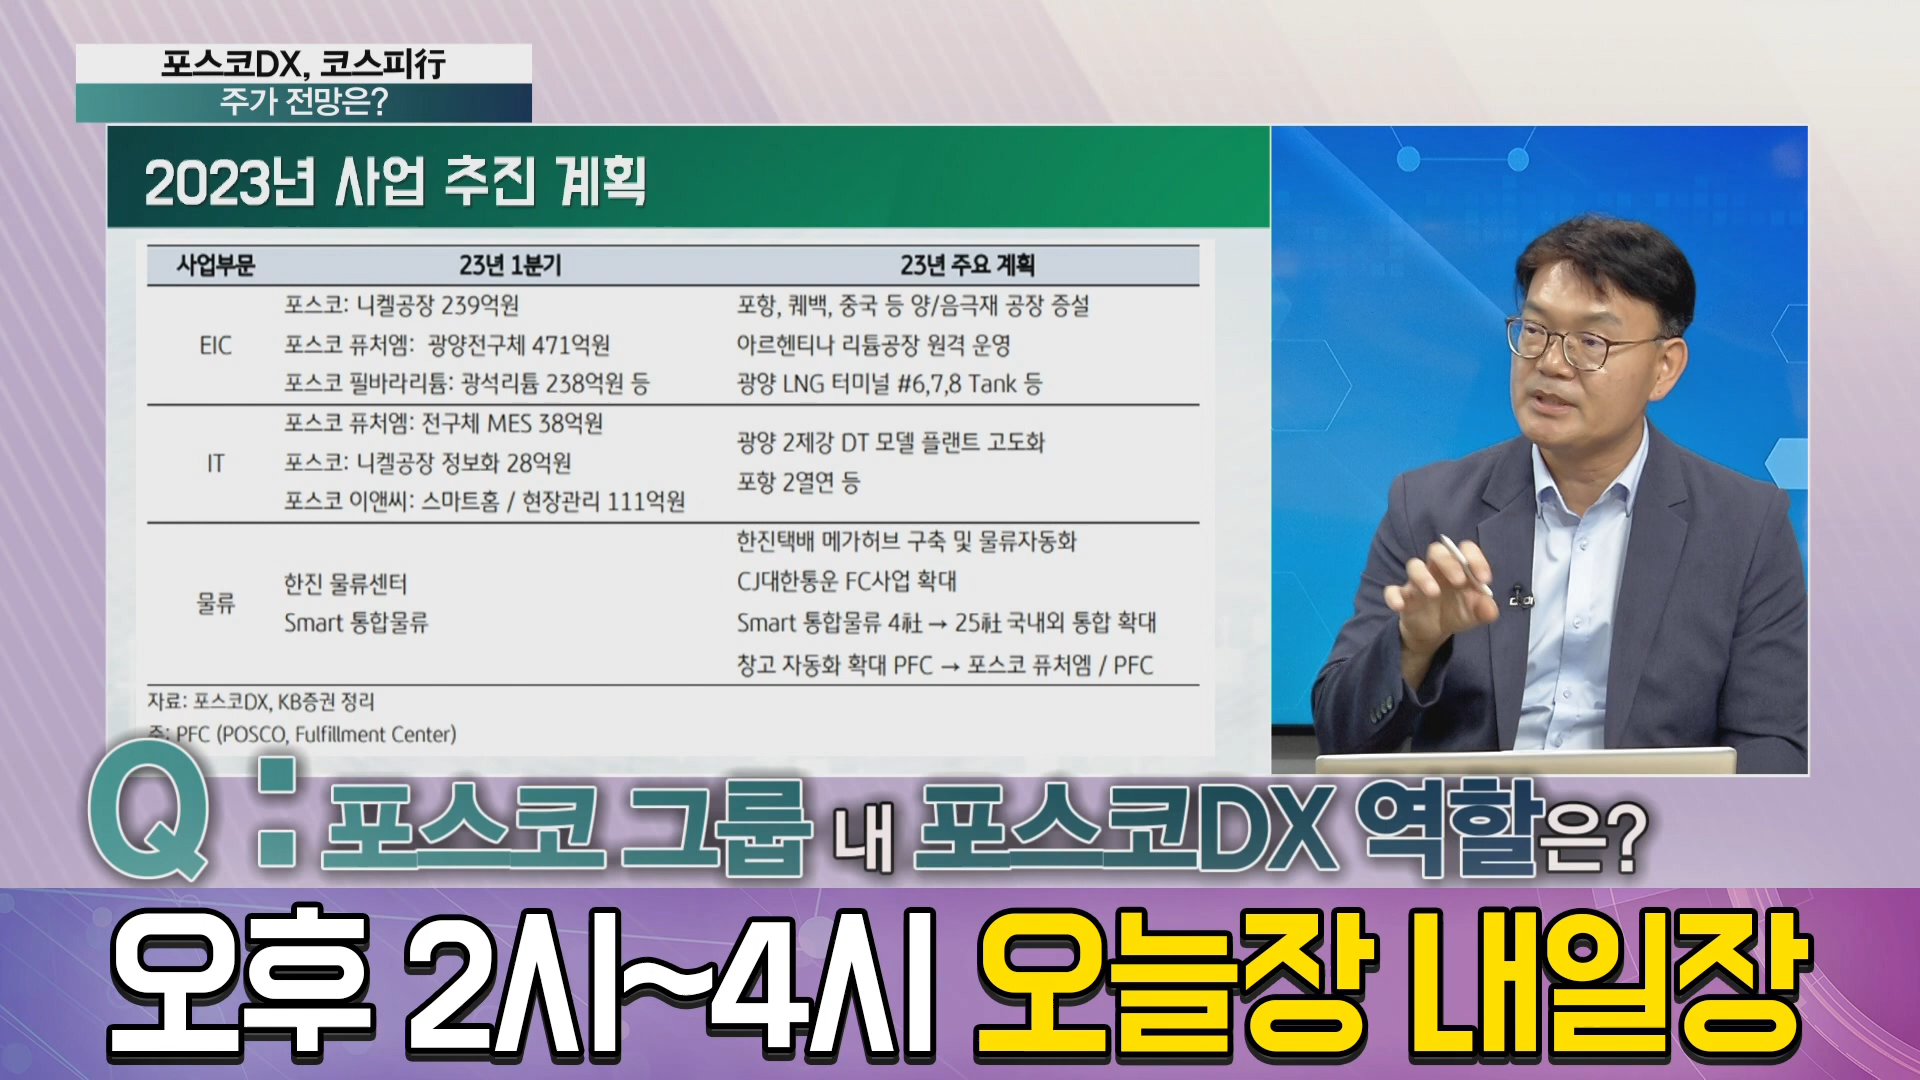 포스코DX, 코스피行
주가 전망은?
2023년 사업 추진 계획
사업부문 23년 1분기 23년 주요 계획
EIC
포스코: 니켈공장 239억원
포스코 퓨처엠: 광양전구체 471억원
포스코 필바라리튬: 광석리튬 238억원 등
포항, 퀘백, 중국 등 양/음극재 공장 증설
아르헨티나 리튬공장 원격 운영
광양 LNG 터미널 #6,7,8 Tank 등
IT
포스코 퓨처엠: 전구체 MES 38억원
포스코: 니켈공장 정보화 28억원
포스코 이앤씨: 스마트홈 / 현장관리 111억원
광양 2제강 DT 모델 플랜트 고도화
포항 2열연 등
물류
한진 물류센터
Smart 통합물류
한진택배 메가허브 구축 및 물류자동화
CJ대한통운 FC사업 확대
Smart 통합물류 4社 → 25社 국내외 통합 확대
창고 자동화 확대 PFC → 포스코 퓨처엠 / PFC
자료: 포스코DX, KB증권 정리
주: PFC (POSCO, Fulfillment Center)
Q : 포스코 그룹 내 포스코DX 역할은?
오후 2시~4시 오늘장 내일장